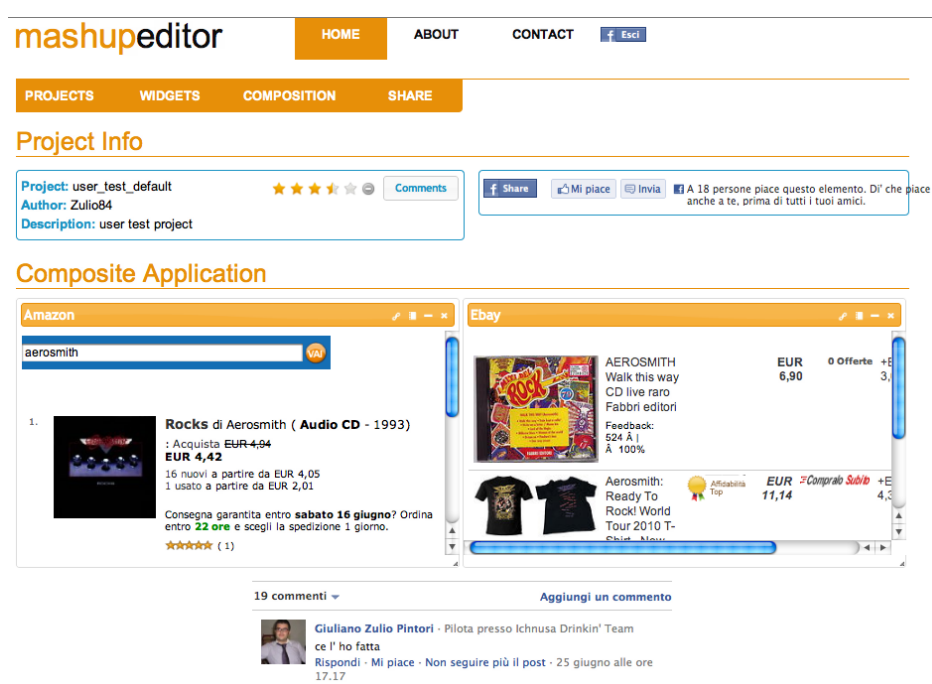 mashupeditor HOME ABOUT CONTACT f Esci
PROJECTS WIDGETS COMPOSITION SHARE
Project Info
Project: user_test_default Comments
Author: Zulio84
Description: user test project
f Share Mi piace Invia A 18 persone piace questo elemento. Di' che piace
anche a te, prima di tutti i tuoi amici.
Composite Application
Amazon
aerosmith VAI
1.
Rocks di Aerosmith ( Audio CD - 1993)
: Acquista EUR 4,94
EUR 4,42
16 nuovi a partire da EUR 4,05
1 usato a partire da EUR 2,01
Consegna garantita entro sabato 16 giugno? Ordina
entro 22 ore e scegli la spedizione 1 giorno.
( 1)
Ebay
AEROSMITH EUR 0 Offerte +E
Walk this way 6,90 3,
CD live raro
Fabbri editori
Feedback:
524 Â |
Â 100%
ROCK
Aerosmith: Affidabilità EUR Compralo Subito +E
Ready To Top 11,14 4,3
Rock! World
Tour 2010 T-
Shirt - New
19 commenti Aggiungi un commento
Giuliano Zulio Pintori · Pilota presso Ichnusa Drinkin' Team
ce l' ho fatta
Rispondi · Mi piace · Non seguire più il post · 25 giugno alle ore
17.17